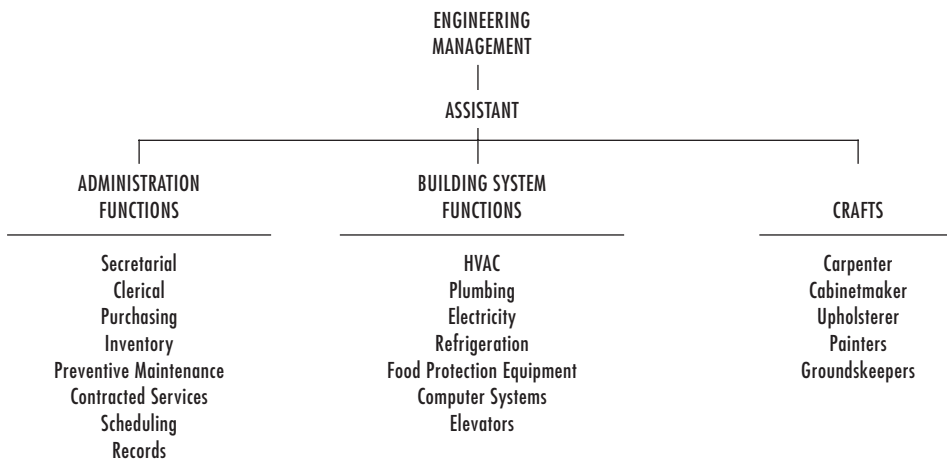 ENGINEERING
MANAGEMENT
ASSISTANT
ADMINISTRATION
FUNCTIONS
Secretarial
Clerical
Purchasing
Inventory
Preventive Maintenance
Contracted Services
Scheduling
Records
BUILDING SYSTEM
FUNCTIONS
HVAC
Plumbing
Electricity
Refrigeration
Food Protection Equipment
Computer Systems
Elevators
CRAFTS
Carpenter
Cabinetmaker
Upholsterer
Painters
Groundskeepers